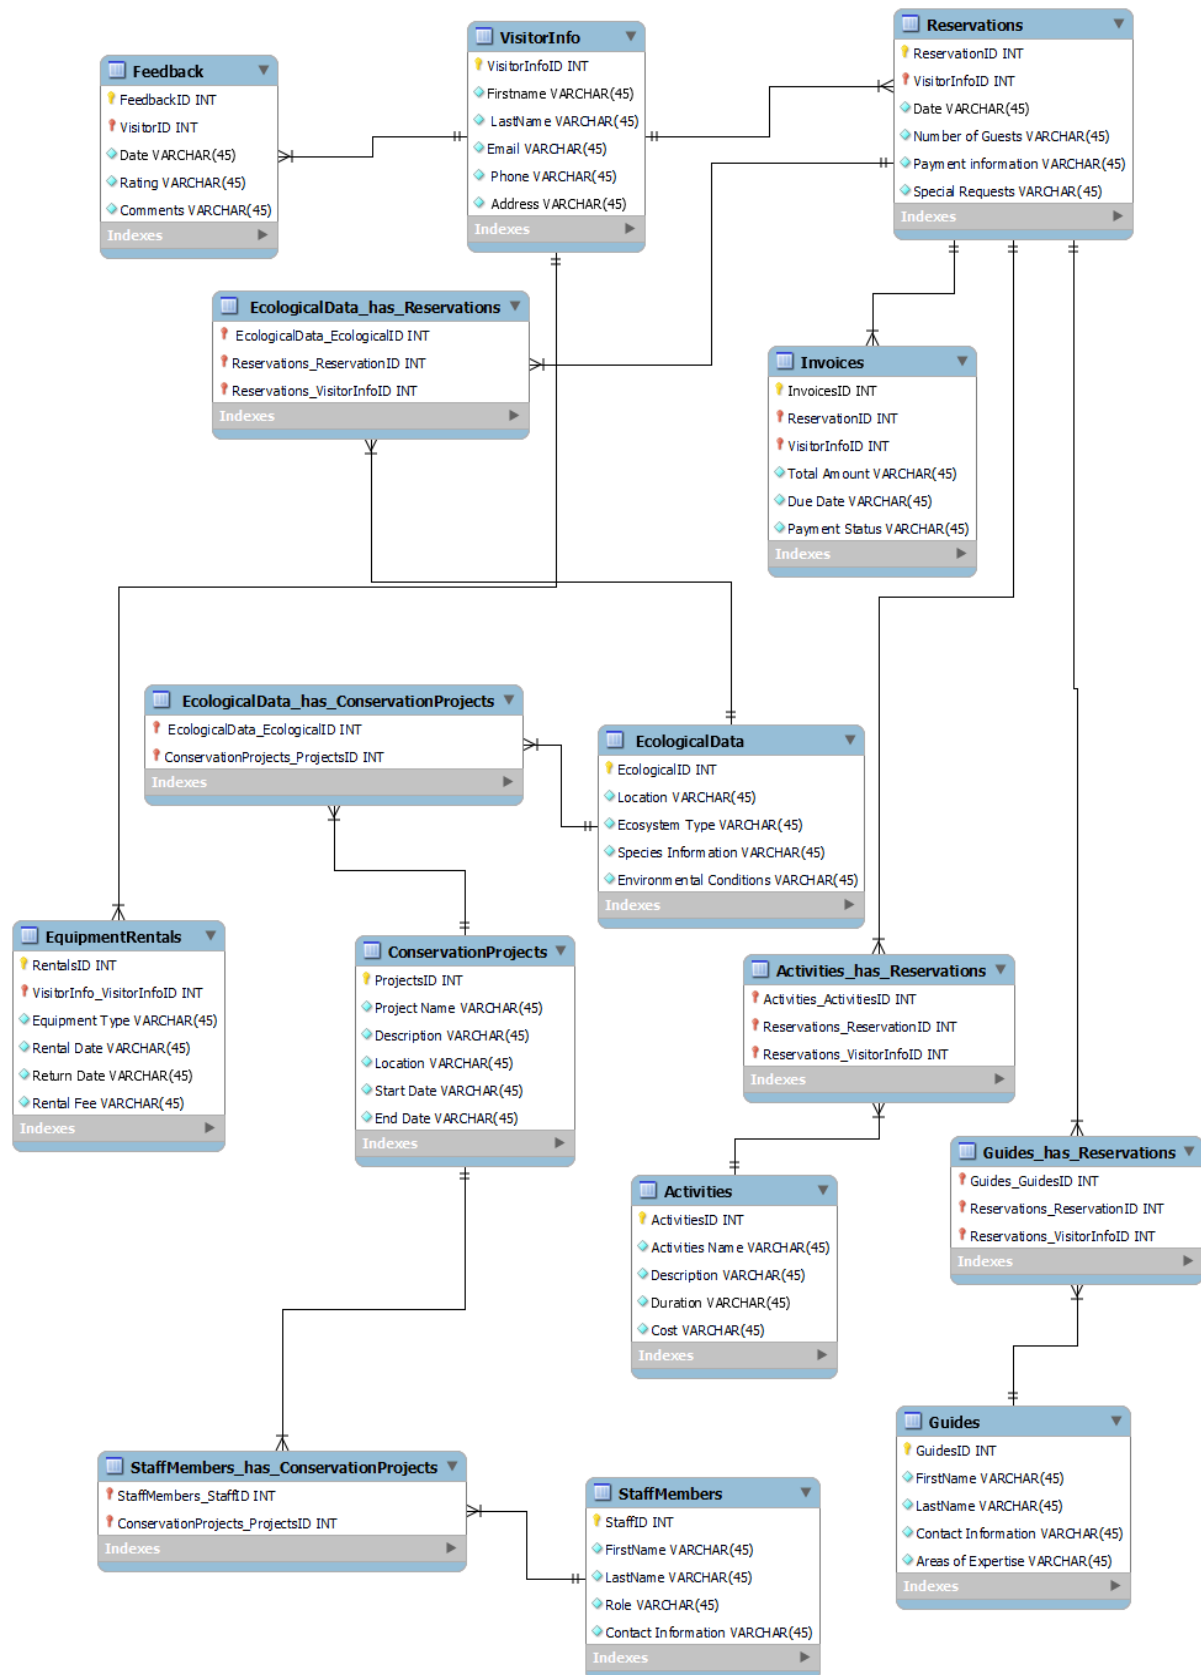 Feedback
FeedbackID INT
VisitorID INT
Date VARCHAR(45)
Rating VARCHAR(45)
Comments VARCHAR(45)
Indexes
VisitorInfo
VisitorInfoID INT
Firstname VARCHAR(45)
LastName VARCHAR(45)
Email VARCHAR(45)
Phone VARCHAR(45)
Address VARCHAR(45)
Indexes
Reservations
ReservationID INT
VisitorInfoID INT
Date VARCHAR(45)
Number of Guests VARCHAR(45)
Payment information VARCHAR(45)
Special Requests VARCHAR(45)
Indexes
EcologicalData_has_Reservations
EcologicalData_EcologicalID INT
Reservations_ReservationID INT
Reservations_VisitorInfoID INT
Indexes
Invoices
InvoicesID INT
ReservationID INT
VisitorInfoID INT
Total Amount VARCHAR(45)
Due Date VARCHAR(45)
Payment Status VARCHAR(45)
Indexes
EcologicalData_has_ConservationProjects
EcologicalData_EcologicalID INT
ConservationProjects_ProjectsID INT
Indexes
EcologicalData
EcologicalID INT
Location VARCHAR(45)
Ecosystem Type VARCHAR(45)
Species Information VARCHAR(45)
Environmental Conditions VARCHAR(45)
Indexes
EquipmentRentals
RentalsID INT
VisitorInfo_VisitorInfoID INT
Equipment Type VARCHAR(45)
Rental Date VARCHAR(45)
Return Date VARCHAR(45)
Rental Fee VARCHAR(45)
Indexes
ConservationProjects
ProjectsID INT
Project Name VARCHAR(45)
Description VARCHAR(45)
Location VARCHAR(45)
Start Date VARCHAR(45)
End Date VARCHAR(45)
Indexes
Activities_has_Reservations
Activities_ActivitiesID INT
Reservations_ReservationID INT
Reservations_VisitorInfoID INT
Indexes
Activities
ActivitiesID INT
Activities Name VARCHAR(45)
Description VARCHAR(45)
Duration VARCHAR(45)
Cost VARCHAR(45)
Indexes
Guides_has_Reservations
Guides_GuidesID INT
Reservations_ReservationID INT
Reservations_VisitorInfoID INT
Indexes
Guides
GuidesID INT
FirstName VARCHAR(45)
LastName VARCHAR(45)
Contact Information VARCHAR(45)
Areas of Expertise VARCHAR(45)
Indexes
StaffMembers_has_ConservationProjects
StaffMembers_StaffID INT
ConservationProjects_ProjectsID INT
Indexes
StaffMembers
StaffID INT
FirstName VARCHAR(45)
LastName VARCHAR(45)
Role VARCHAR(45)
Contact Information VARCHAR(45)
Indexes